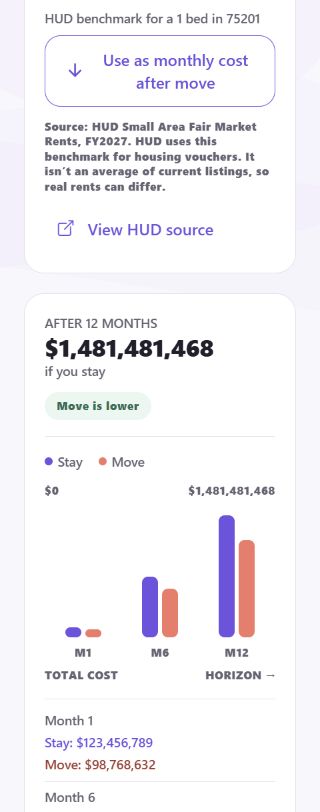 HUD benchmark for a 1 bed in 75201
Use as monthly cost
after move
Source: HUD Small Area Fair Market
Rents, FY2027. HUD uses this
benchmark for housing vouchers. It
isn't an average of current listings, so
real rents can differ.
View HUD source
AFTER 12 MONTHS
$1,481,481,468
if you stay
Move is lower
Stay Move
$0 $1,481,481,468
M1 M6 M12
TOTAL COST HORIZON →
Month 1
Stay: $123,456,789
Move: $98,768,632
Month 6